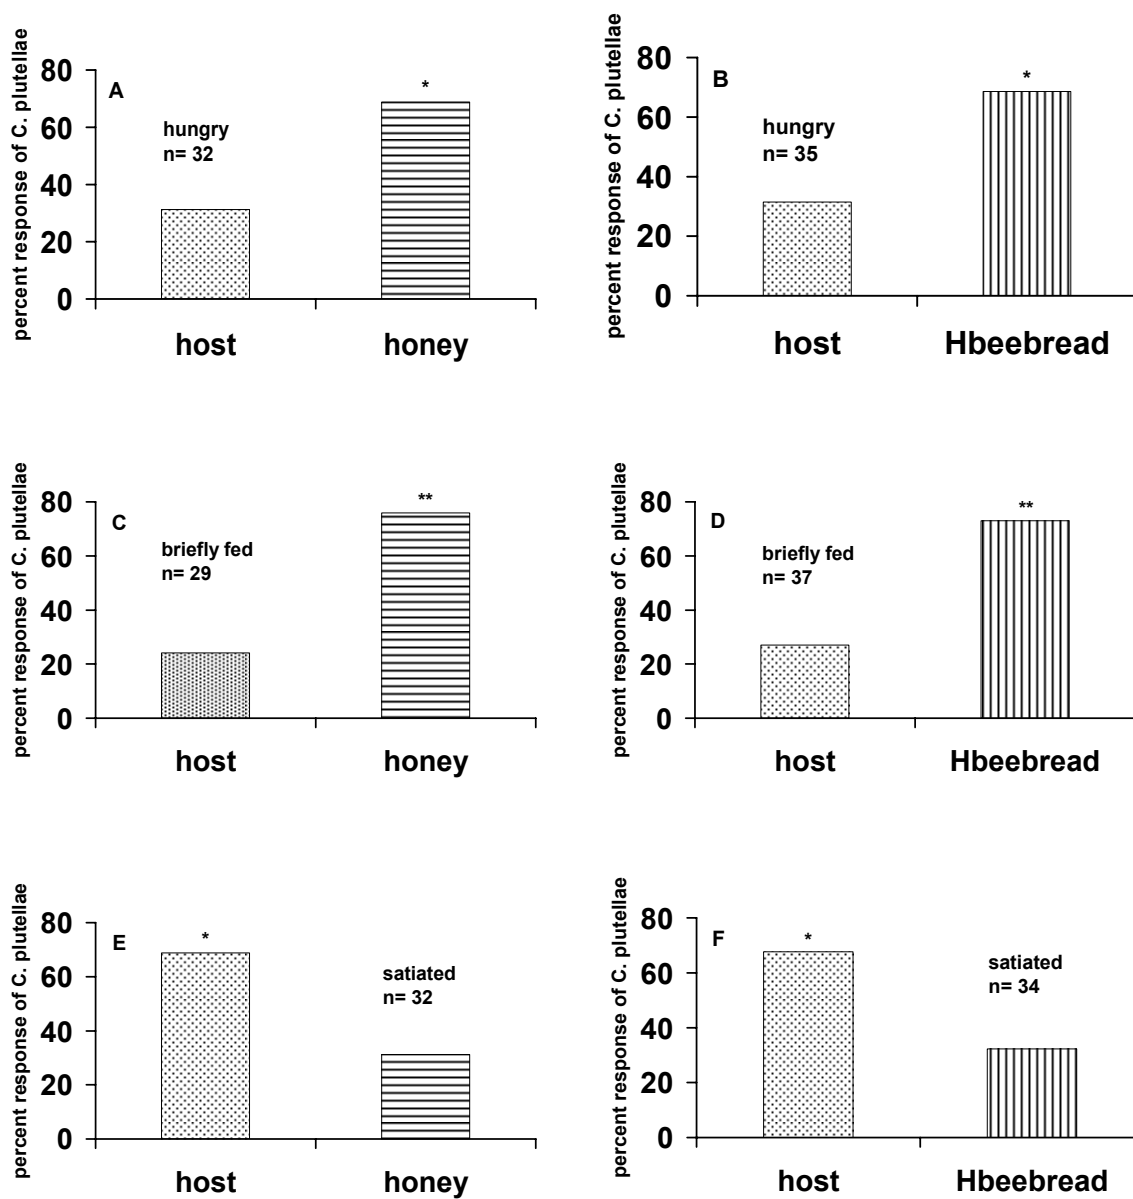 percent response of C. plutellae
80
60
40
20
0
A
hungry
n= 32
*
host
honey
percent response of C. plutellae
80
60
40
20
0
B
hungry
n= 35
*
host
Hbeebread
percent response of C. plutellae
80
60
40
20
0
C
briefly fed
n= 29
**
host
honey
percent response of C. plutellae
80
60
40
20
0
D
briefly fed
n= 37
**
host
Hbeebread
percent response of C. plutellae
80
60
40
20
0
E
*
satiated
n= 32
host
honey
percent response of C. plutellae
80
60
40
20
0
F
*
satiated
n= 34
host
Hbeebread